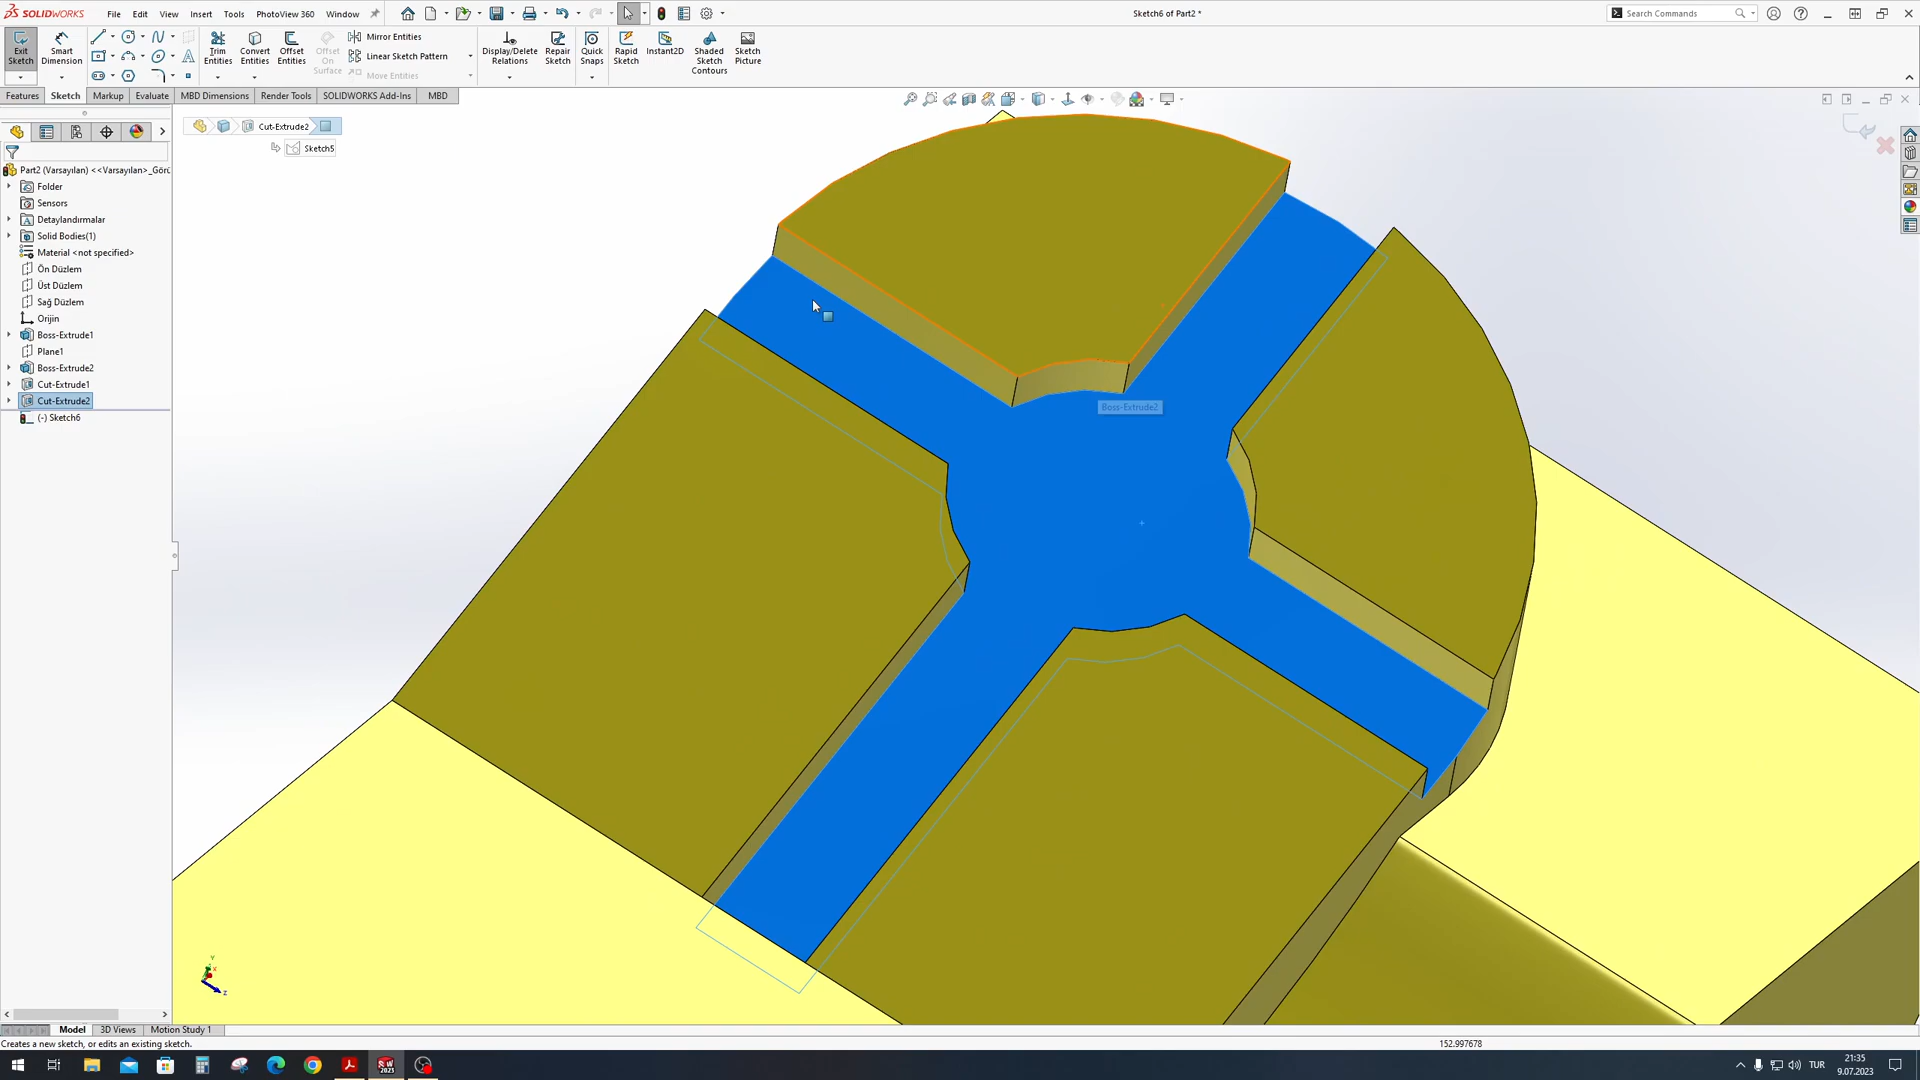 SOLIDWORKS
File
Edit
View
Insert
Tools
PhotoView 360
Window
Sketch6 of Part2 *
Search Commands
Exit Sketch
Smart Dimension
Trim Entities
Convert Entities
Offset Entities
Offset On Surface
Mirror Entities
Linear Sketch Pattern
Move Entities
Display/Delete Relations
Repair Sketch
Quick Snaps
Rapid Sketch
Instant2D
Shaded Sketch Contours
Sketch Picture
Features
Sketch
Markup
Evaluate
MBD Dimensions
Render Tools
SOLIDWORKS Add-Ins
MBD
Cut-Extrude2
Sketch5
Part2 (Varsayılan) <<Varsayılan>_Görü
Folder
Sensors
Detaylandırmalar
Solid Bodies(1)
Material <not specified>
Ön Düzlem
Üst Düzlem
Sağ Düzlem
Orijin
Boss-Extrude1
Plane1
Boss-Extrude2
Cut-Extrude1
Cut-Extrude2
(-) Sketch6
Boss-Extrude2
Y
X
Z
Model
3D Views
Motion Study 1
Creates a new sketch, or edits an existing sketch.
152.997678
TUR
21:35
9.07.2023